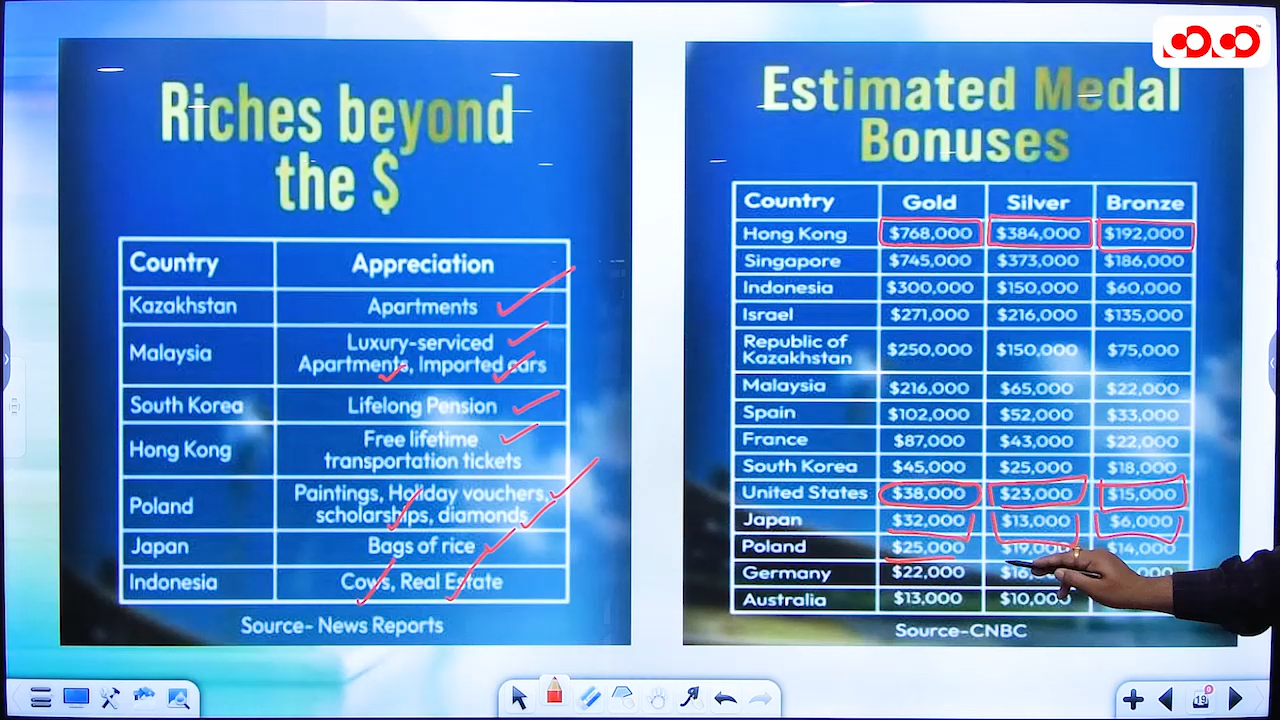 Riches beyond
the $
Country Appreciation
Kazakhstan Apartments
Malaysia Luxury-serviced
Apartments, Imported cars
South Korea Lifelong Pension
Hong Kong Free lifetime
transportation tickets
Poland Paintings, Holiday vouchers,
scholarships, diamonds
Japan Bags of rice
Indonesia Cows, Real Estate
Source- News Reports
Estimated Medal
Bonuses
Country Gold Silver Bronze
Hong Kong $768,000 $384,000 $192,000
Singapore $745,000 $373,000 $186,000
Indonesia $300,000 $150,000 $60,000
Israel $271,000 $216,000 $135,000
Republic of
Kazakhstan $250,000 $150,000 $75,000
Malaysia $216,000 $65,000 $22,000
Spain $102,000 $52,000 $33,000
France $87,000 $43,000 $22,000
South Korea $45,000 $25,000 $18,000
United States $38,000 $23,000 $15,000
Japan $32,000 $13,000 $6,000
Poland $25,000 $19,000 $14,000
Germany $22,000
Australia $13,000 $10,000
Source-CNBC
19
0